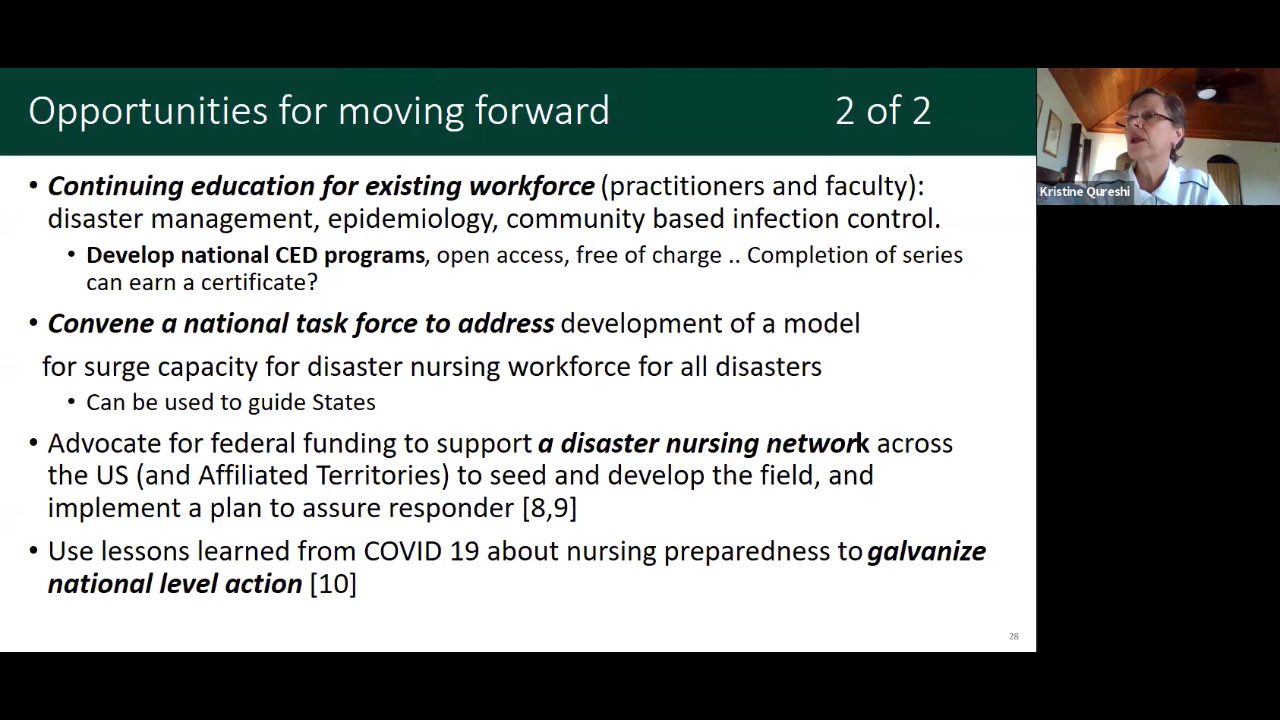 Opportunities for moving forward 2 of 2
Kristine Qureshi
• Continuing education for existing workforce (practitioners and faculty):
disaster management, epidemiology, community based infection control.
• Develop national CED programs, open access, free of charge .. Completion of series
can earn a certificate?
• Convene a national task force to address development of a model
for surge capacity for disaster nursing workforce for all disasters
• Can be used to guide States
• Advocate for federal funding to support a disaster nursing network across
the US (and Affiliated Territories) to seed and develop the field, and
implement a plan to assure responder [8,9]
• Use lessons learned from COVID 19 about nursing preparedness to galvanize
national level action [10]
28